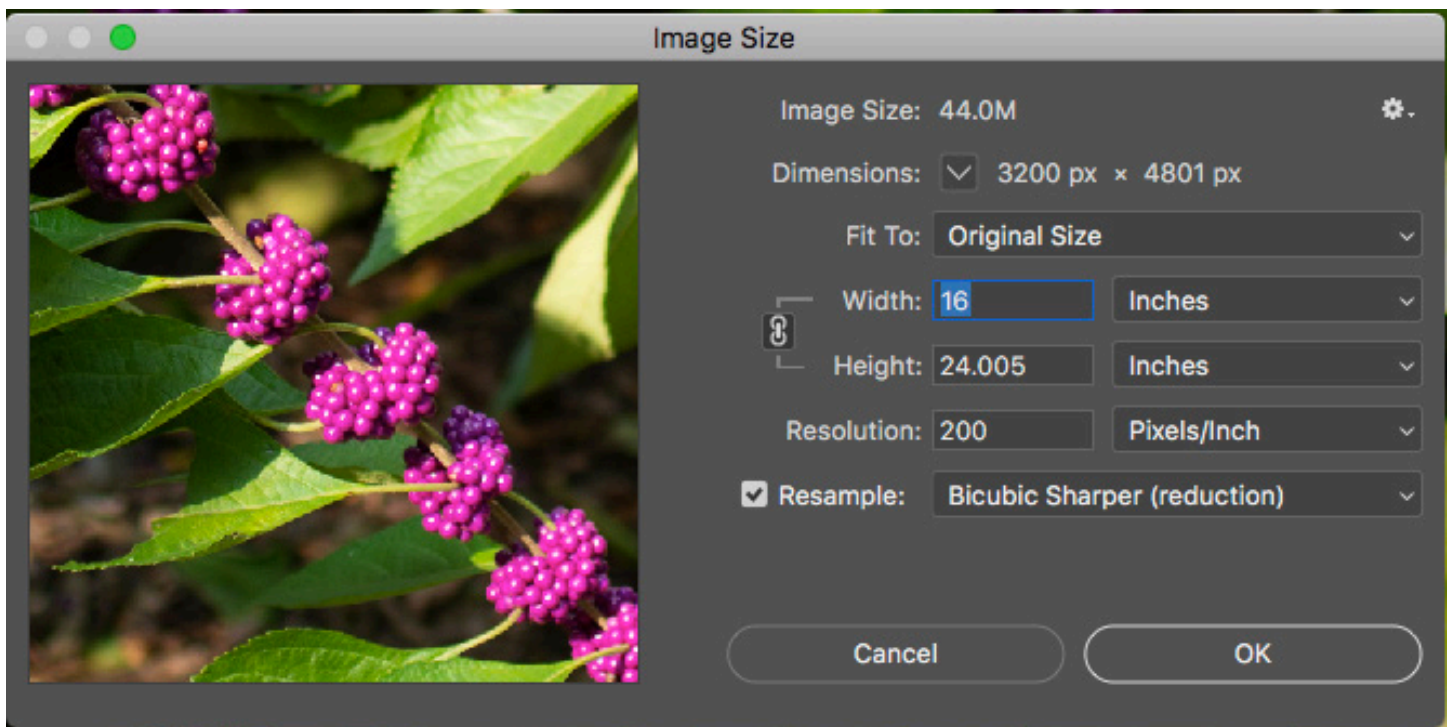 Image Size
Image Size: 44.0M
Dimensions: 3200 px × 4801 px
Fit To: Original Size
Width: 16 Inches
Height: 24.005 Inches
Resolution: 200 Pixels/Inch
Resample: Bicubic Sharper (reduction)
Cancel OK